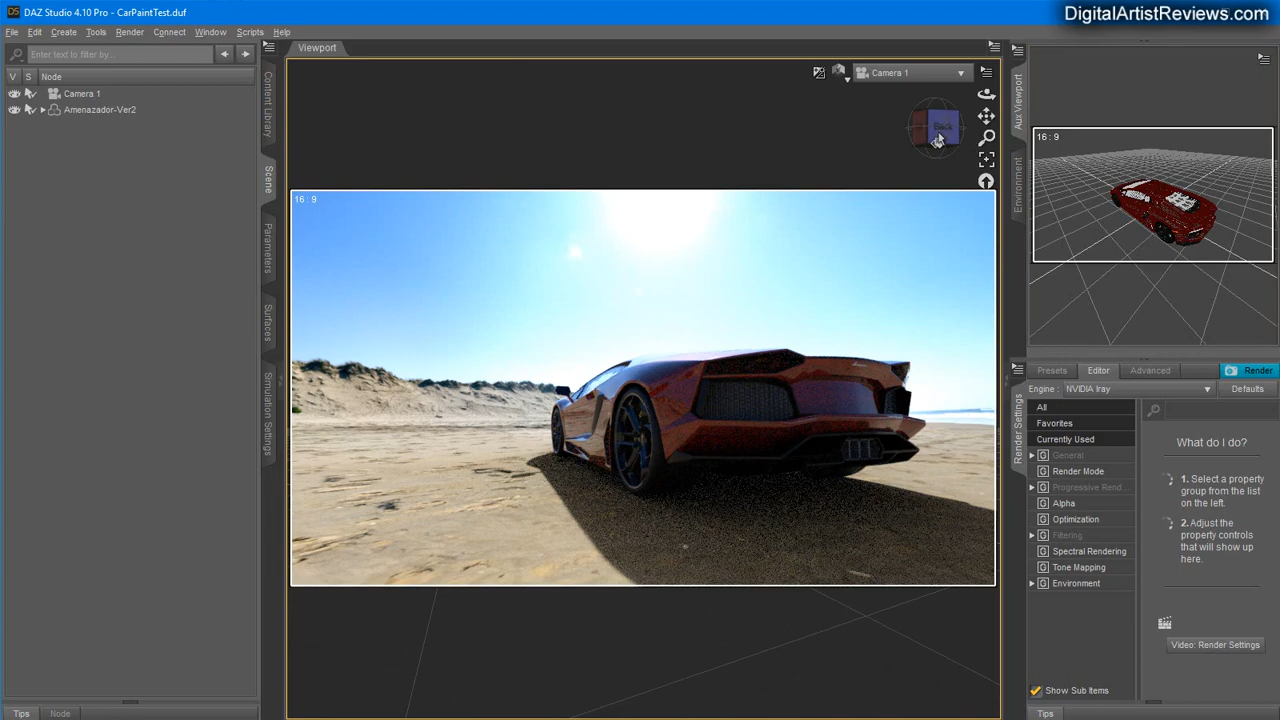 DS DAZ Studio 4.10 Pro - CarPaintTest.duf
DigitalArtistReviews.com
File Edit Create Tools Render Connect Window Scripts Help
Enter text to filter by...
V S Node
Camera 1
Amenazador-Ver2
Content Library
Scene
Parameters
Surfaces
Simulation Settings
Tips Node
Viewport
Camera 1
Back
16 : 9
Aux Viewport
Environment
16 : 9
Render Settings
Presets Editor Advanced Render
Engine : NVIDIA Iray Defaults
All
Favorites
Currently Used
G General
G Render Mode
G Progressive Rend...
G Alpha
G Optimization
G Filtering
G Spectral Rendering
G Tone Mapping
G Environment
What do I do?
1. Select a property
group from the list
on the left.
2. Adjust the
property controls
that will show up
here.
Video: Render Settings
Show Sub Items
Tips